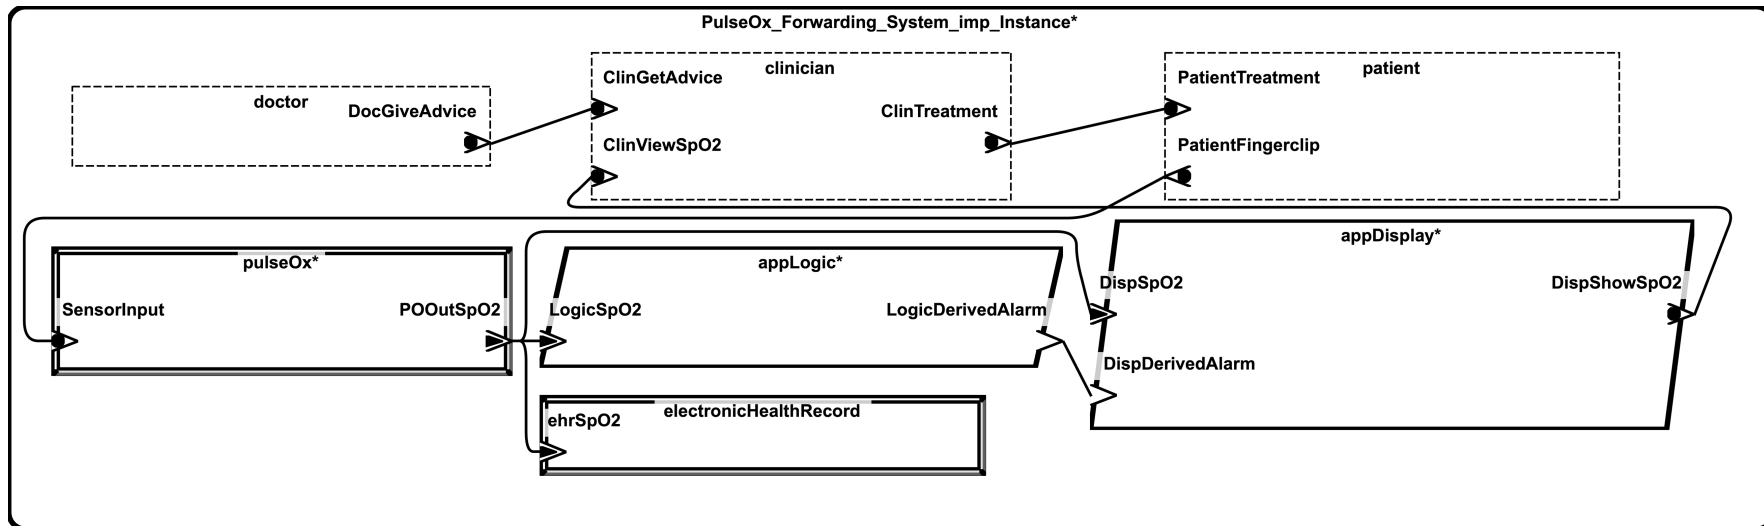 PulseOx_Forwarding_System_imp_Instance*
doctor
DocGiveAdvice
clinician
ClinGetAdvice
ClinTreatment
ClinViewSpO2
patient
PatientTreatment
PatientFingerclip
pulseOx*
SensorInput
POOutSpO2
appLogic*
LogicSpO2
LogicDerivedAlarm
appDisplay*
DispSpO2
DispShowSpO2
DispDerivedAlarm
electronicHealthRecord
ehrSpO2